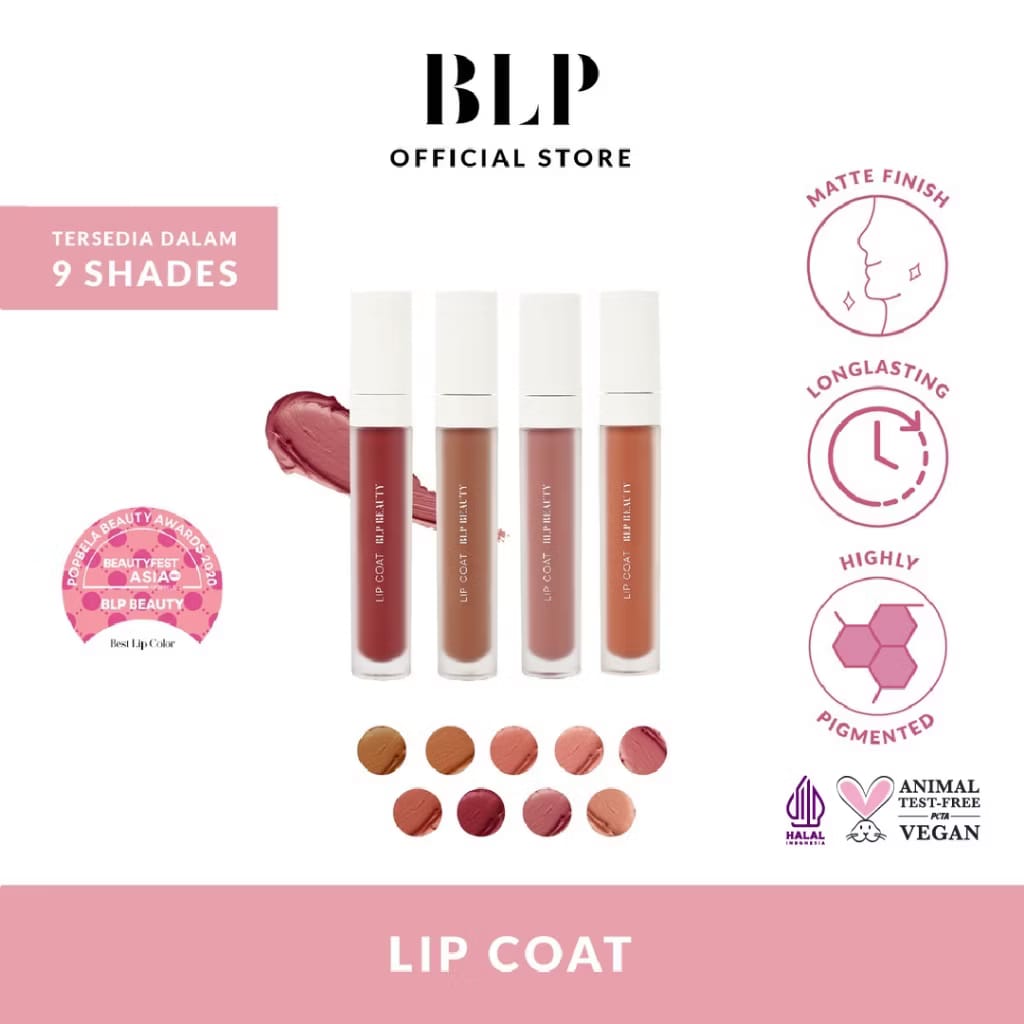 BLP
OFFICIAL STORE
TERSEDIA DALAM
9 SHADES
MATTE FINISH
LONGLASTING
HIGHLY
PIGMENTED
LIP COAT BLP BEAUTY
LIP COAT BLP BEAUTY
LIP COAT BLP BEAUTY
LIP COAT BLP BEAUTY
POPBELA BEAUTY AWARDS 2020
BEAUTYFEST
ASIA
BLP BEAUTY
Best Lip Color
HALAL
INDONESIA
ANIMAL
TEST-FREE
PETA
VEGAN
LIP COAT